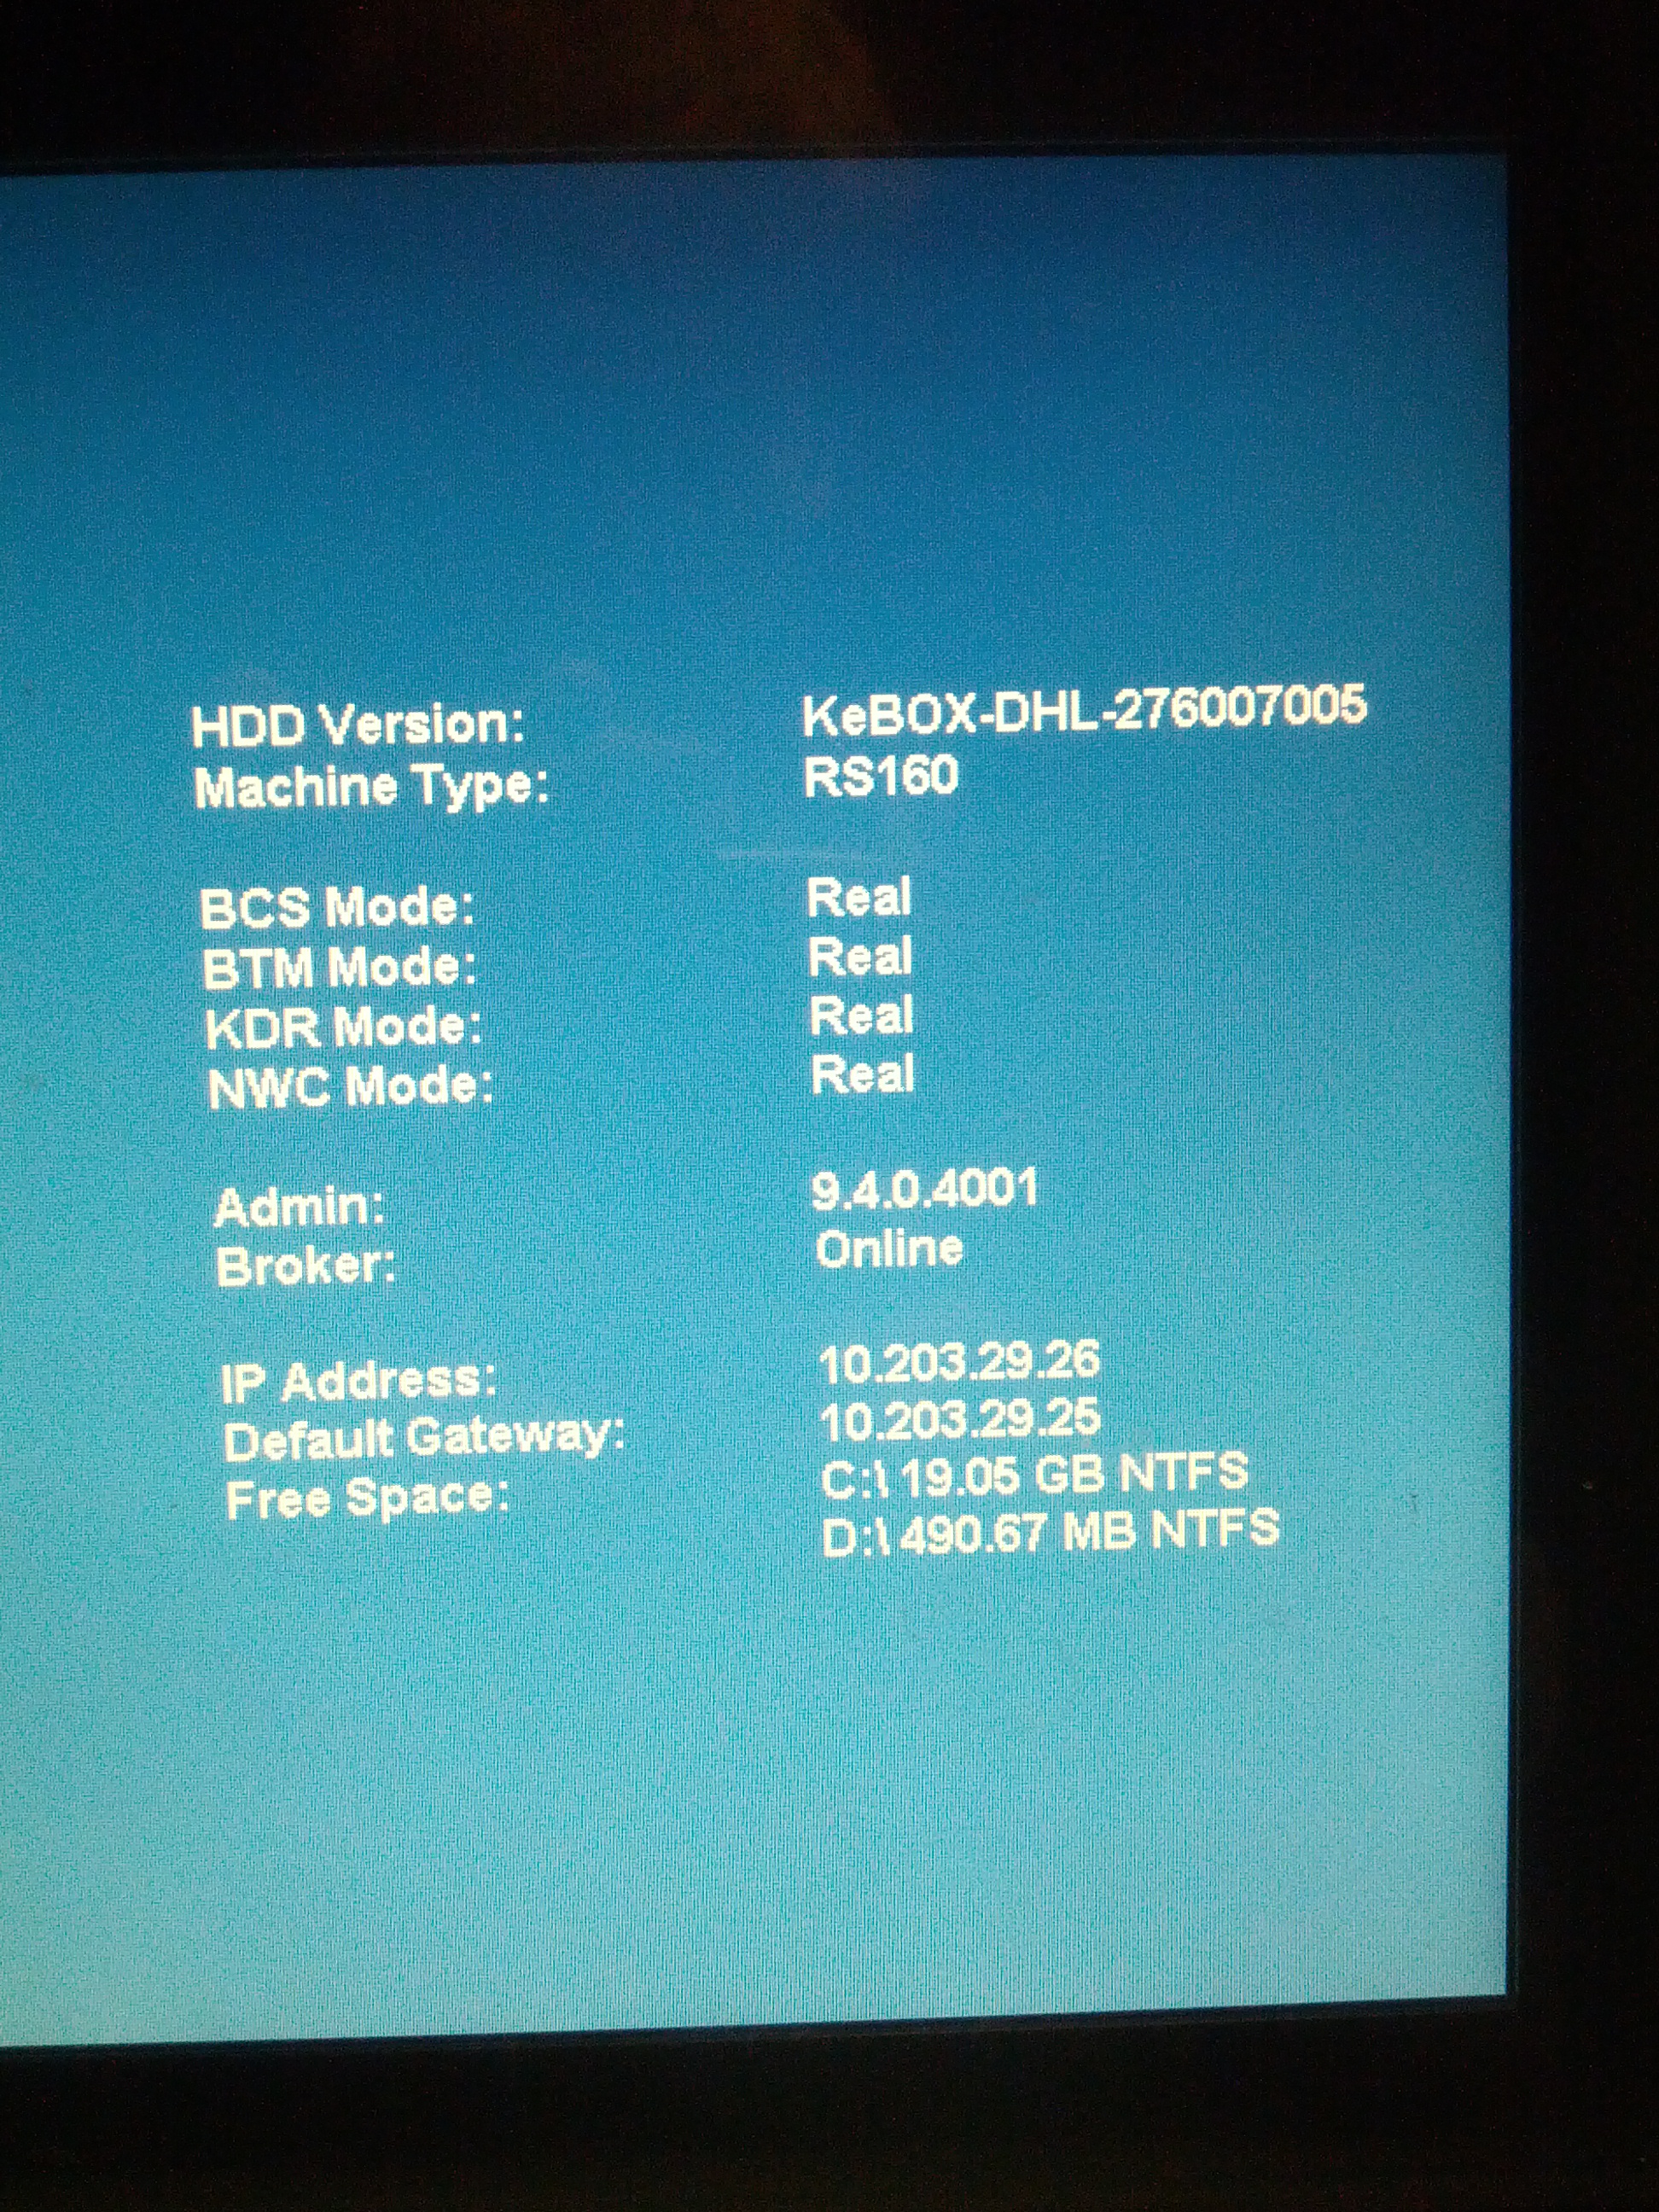 HDD Version: KeBOX-DHL-276007005
Machine Type: RS160
BCS Mode: Real
BTM Mode: Real
KDR Mode: Real
NWC Mode: Real
Admin: 9.4.0.4001
Broker: Online
IP Address: 10.203.29.26
Default Gateway: 10.203.29.25
Free Space: C:\ 19.05 GB NTFS
D:\ 490.67 MB NTFS